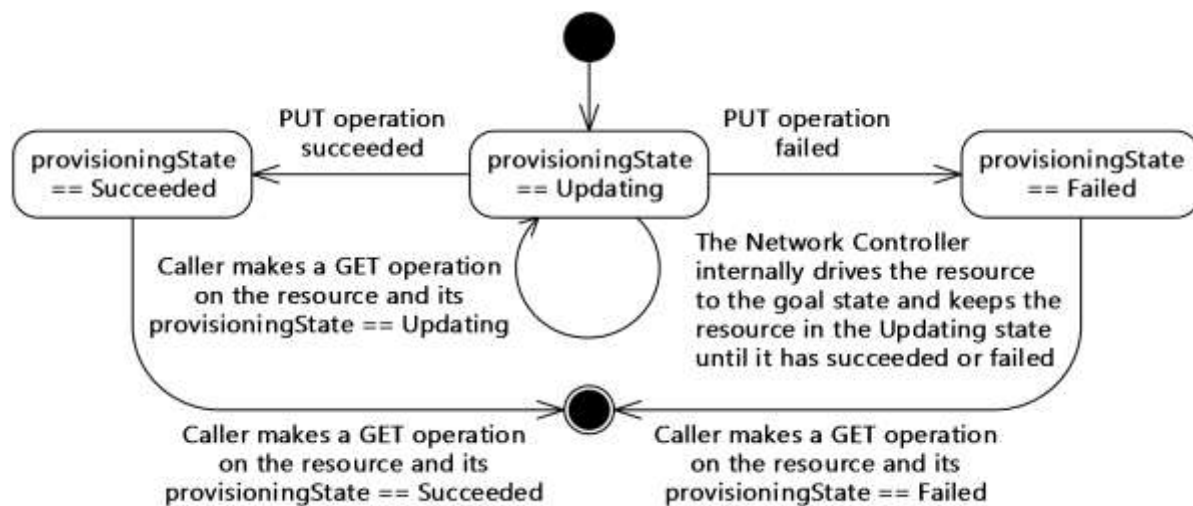 PUT operation
succeeded
PUT operation
failed
provisioningState
== Succeeded
provisioningState
== Updating
provisioningState
== Failed
Caller makes a GET operation
on the resource and its
provisioningState == Updating
The Network Controller
internally drives the resource
to the goal state and keeps the
resource in the Updating state
until it has succeeded or failed
Caller makes a GET operation
on the resource and its
provisioningState == Succeeded
Caller makes a GET operation
on the resource and its
provisioningState == Failed